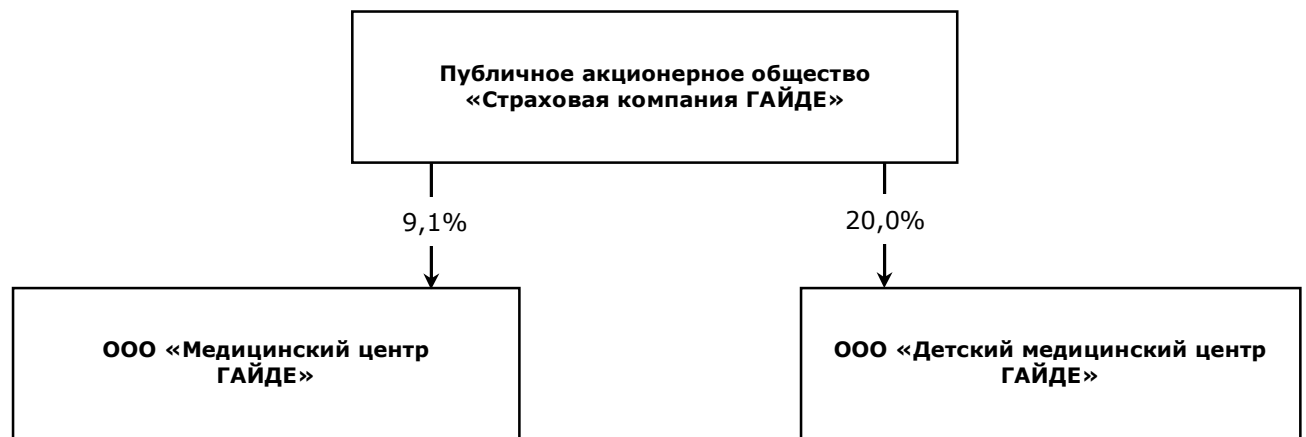 Публичное акционерное общество
«Страховая компания ГАЙДЕ»
9,1%
20,0%
ООО «Медицинский центр
ГАЙДЕ»
ООО «Детский медицинский центр
ГАЙДЕ»